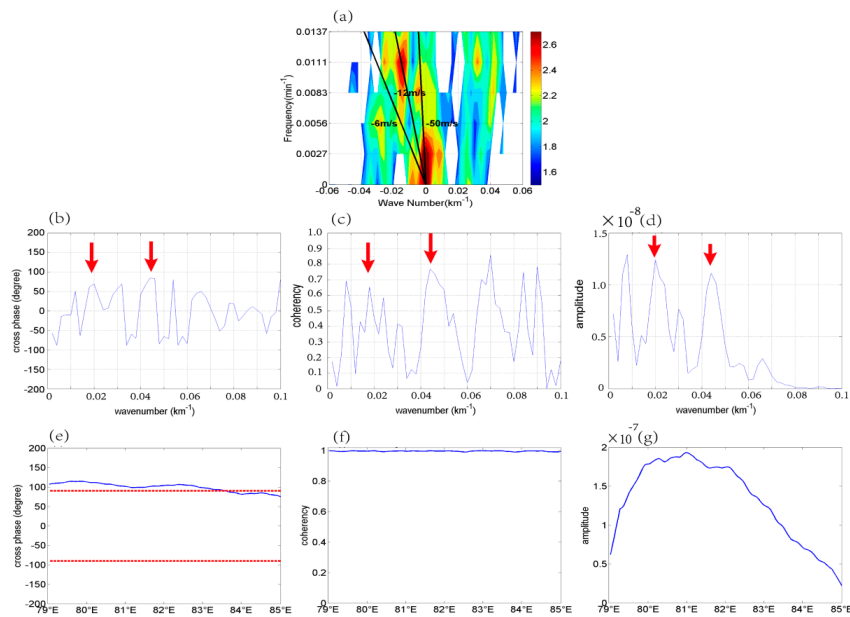 (a)
0.0137
0.0111
0.0083
0.0056
0.0027
0
Frequency(min-1)
-12m/s
-6m/s
-50m/s
-0.06 -0.04 -0.02 0 0.02 0.04 0.06
Wave Number(km-1)
2.6
2.4
2.2
2
1.8
1.6
(b)
200
150
100
50
0
-50
-100
-150
-200
cross phase (degree)
0 0.02 0.04 0.06 0.08 0.1
wavenumber (km-1)
(c)
1.0
0.9
0.8
0.7
0.6
0.5
0.4
0.3
0.2
0.1
0
coherency
0 0.02 0.04 0.06 0.08 0.1
wavenumber (km-1)
×10-8 (d)
1.5
1.0
0.5
0
amplitude
0 0.02 0.04 0.06 0.08 0.1
wavenumber (km-1)
(e)
200
150
100
50
0
-50
-100
-150
-200
cross phase (degree)
79°E 80°E 81°E 82°E 83°E 84°E 85°E
(f)
1
0.8
0.6
0.4
0.2
0
coherency
79°E 80°E 81°E 82°E 83°E 84°E 85°E
×10-7 (g)
2
1.5
1
0.5
0
amplitude
79°E 80°E 81°E 82°E 83°E 84°E 85°E